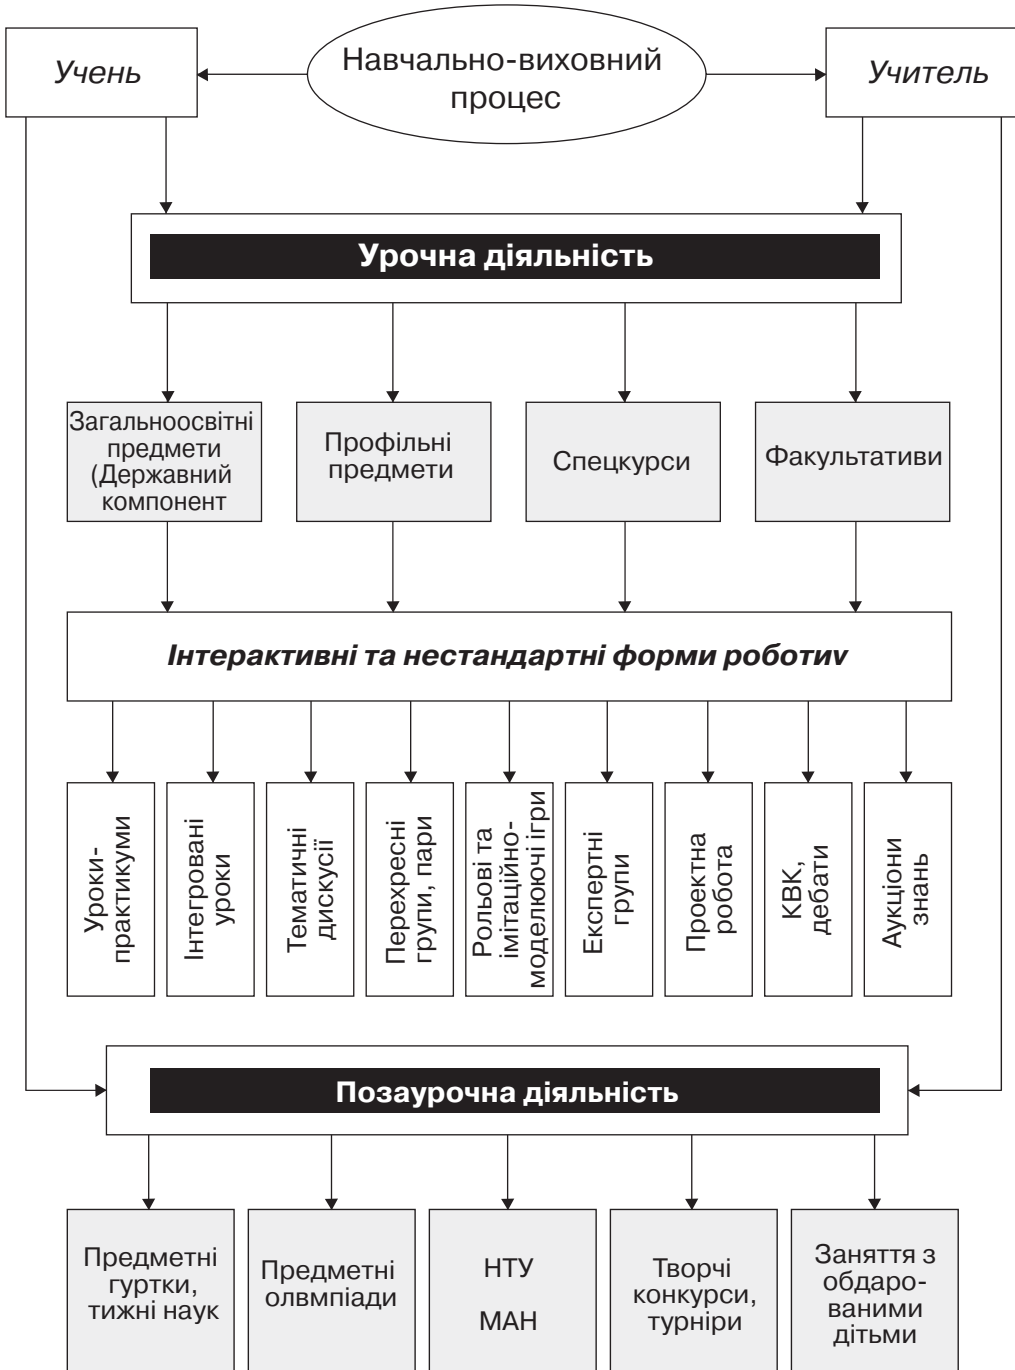 Учень
Навчально-виховний
процес
Учитель
Урочна діяльність
Загальноосвітні
предмети
(Державний
компонент
Профільні
предмети
Спецкурси
Факультативи
Інтерактивні та нестандартні форми роботиv
Уроки-
практикуми
Інтегровані
уроки
Тематичні
дискусії
Перехресні
групи, пари
Рольові та
імітаційно-
моделюючі ігри
Експертні
групи
Проектна
робота
КВК,
дебати
Аукціони
знань
Позаурочна діяльність
Предметні
гуртки,
тижні наук
Предметні
олвмпіади
НТУ
МАН
Творчі
конкурси,
турніри
Заняття з
обдаро-
ваними
дітьми